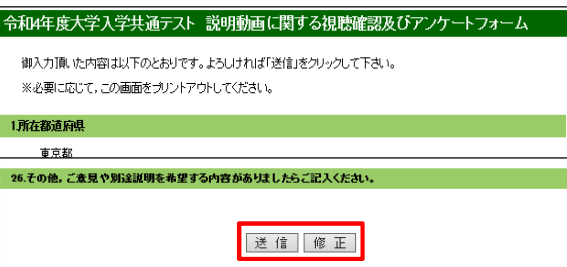 令和4年度大学入学共通テスト 説明動画に関する視聴確認及びアンケートフォーム
御入力頂いた内容は以下のとおりです。よろしければ「送信」をクリックして下さい。
※必要に応じて，この画面をプリントアウトしてください。
1.所在都道府県
東京都
26.その他，ご意見や別途説明を希望する内容がありましたらご記入ください。
送 信 修 正